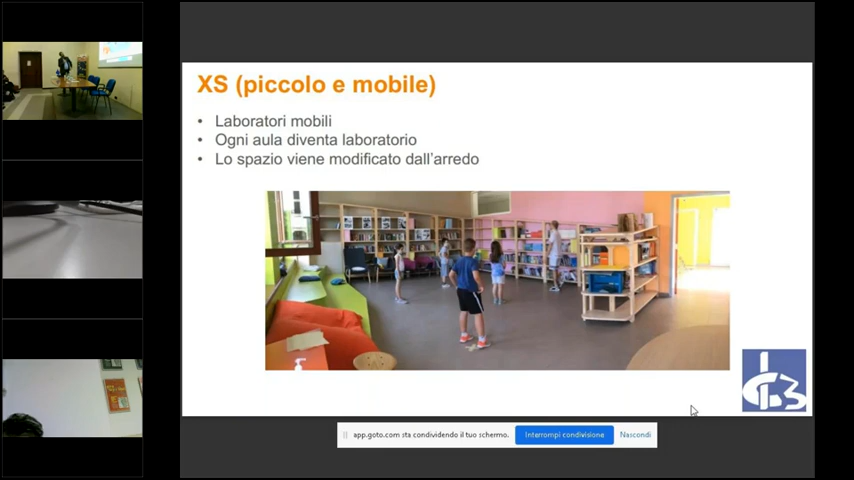 XS (piccolo e mobile)
• Laboratori mobili
• Ogni aula diventa laboratorio
• Lo spazio viene modificato dall'arredo
app.goto.com sta condividendo il tuo schermo.
Interrompi condivisione
Nascondi